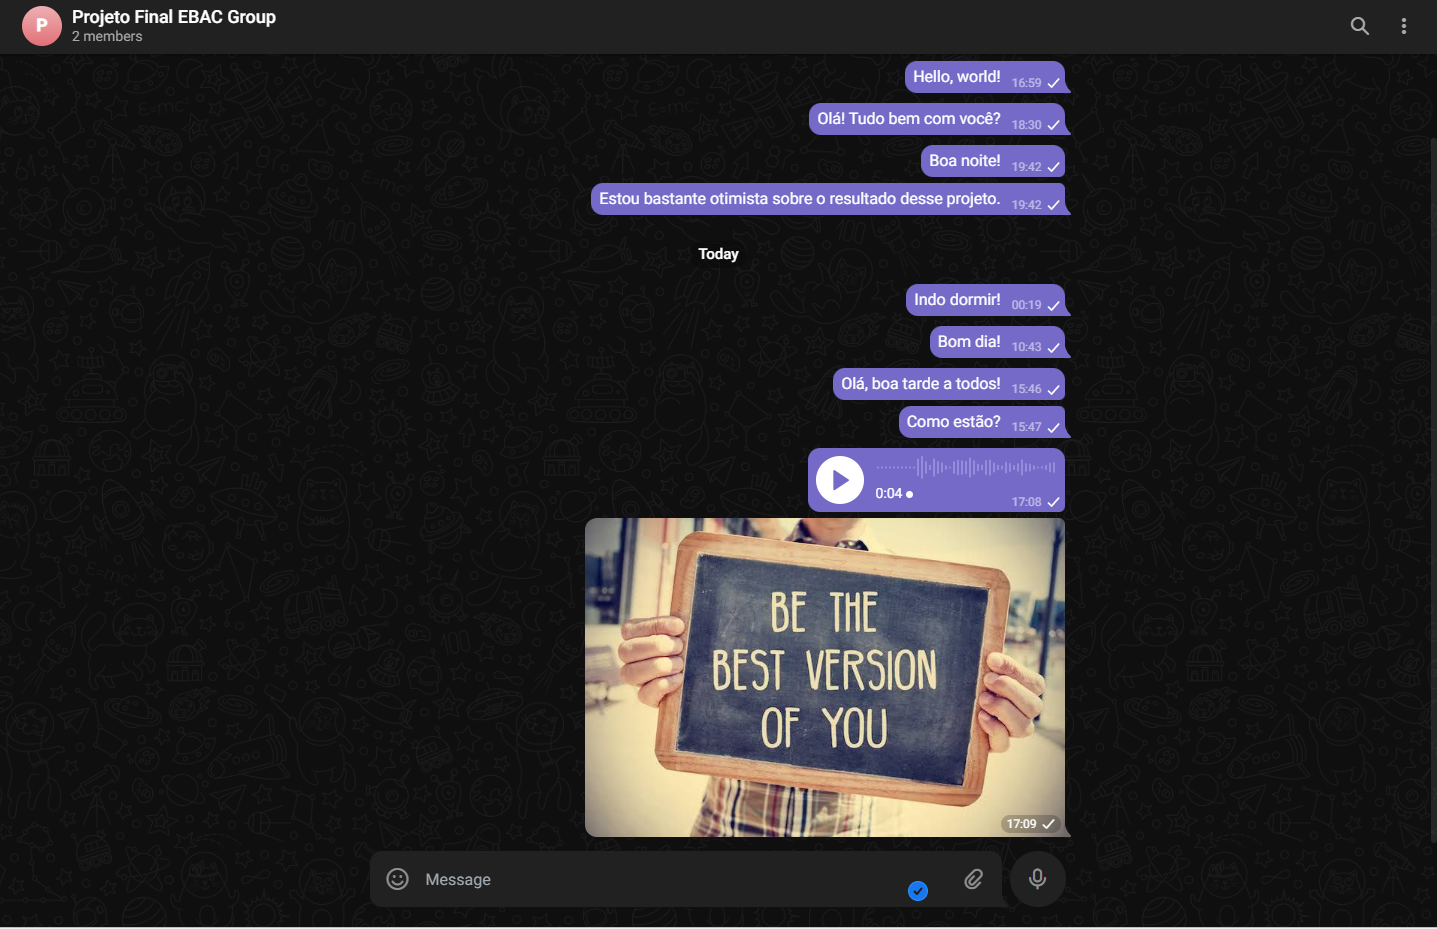 P
Projeto Final EBAC Group
2 members
Hello, world! 16:59
Olá! Tudo bem com você? 18:30
Boa noite! 19:42
Estou bastante otimista sobre o resultado desse projeto. 19:42
Today
Indo dormir! 00:19
Bom dia! 10:43
Olá, boa tarde a todos! 15:46
Como estão? 15:47
0:04
17:08
BE THE
BEST VERSION
OF YOU
17:09
Message